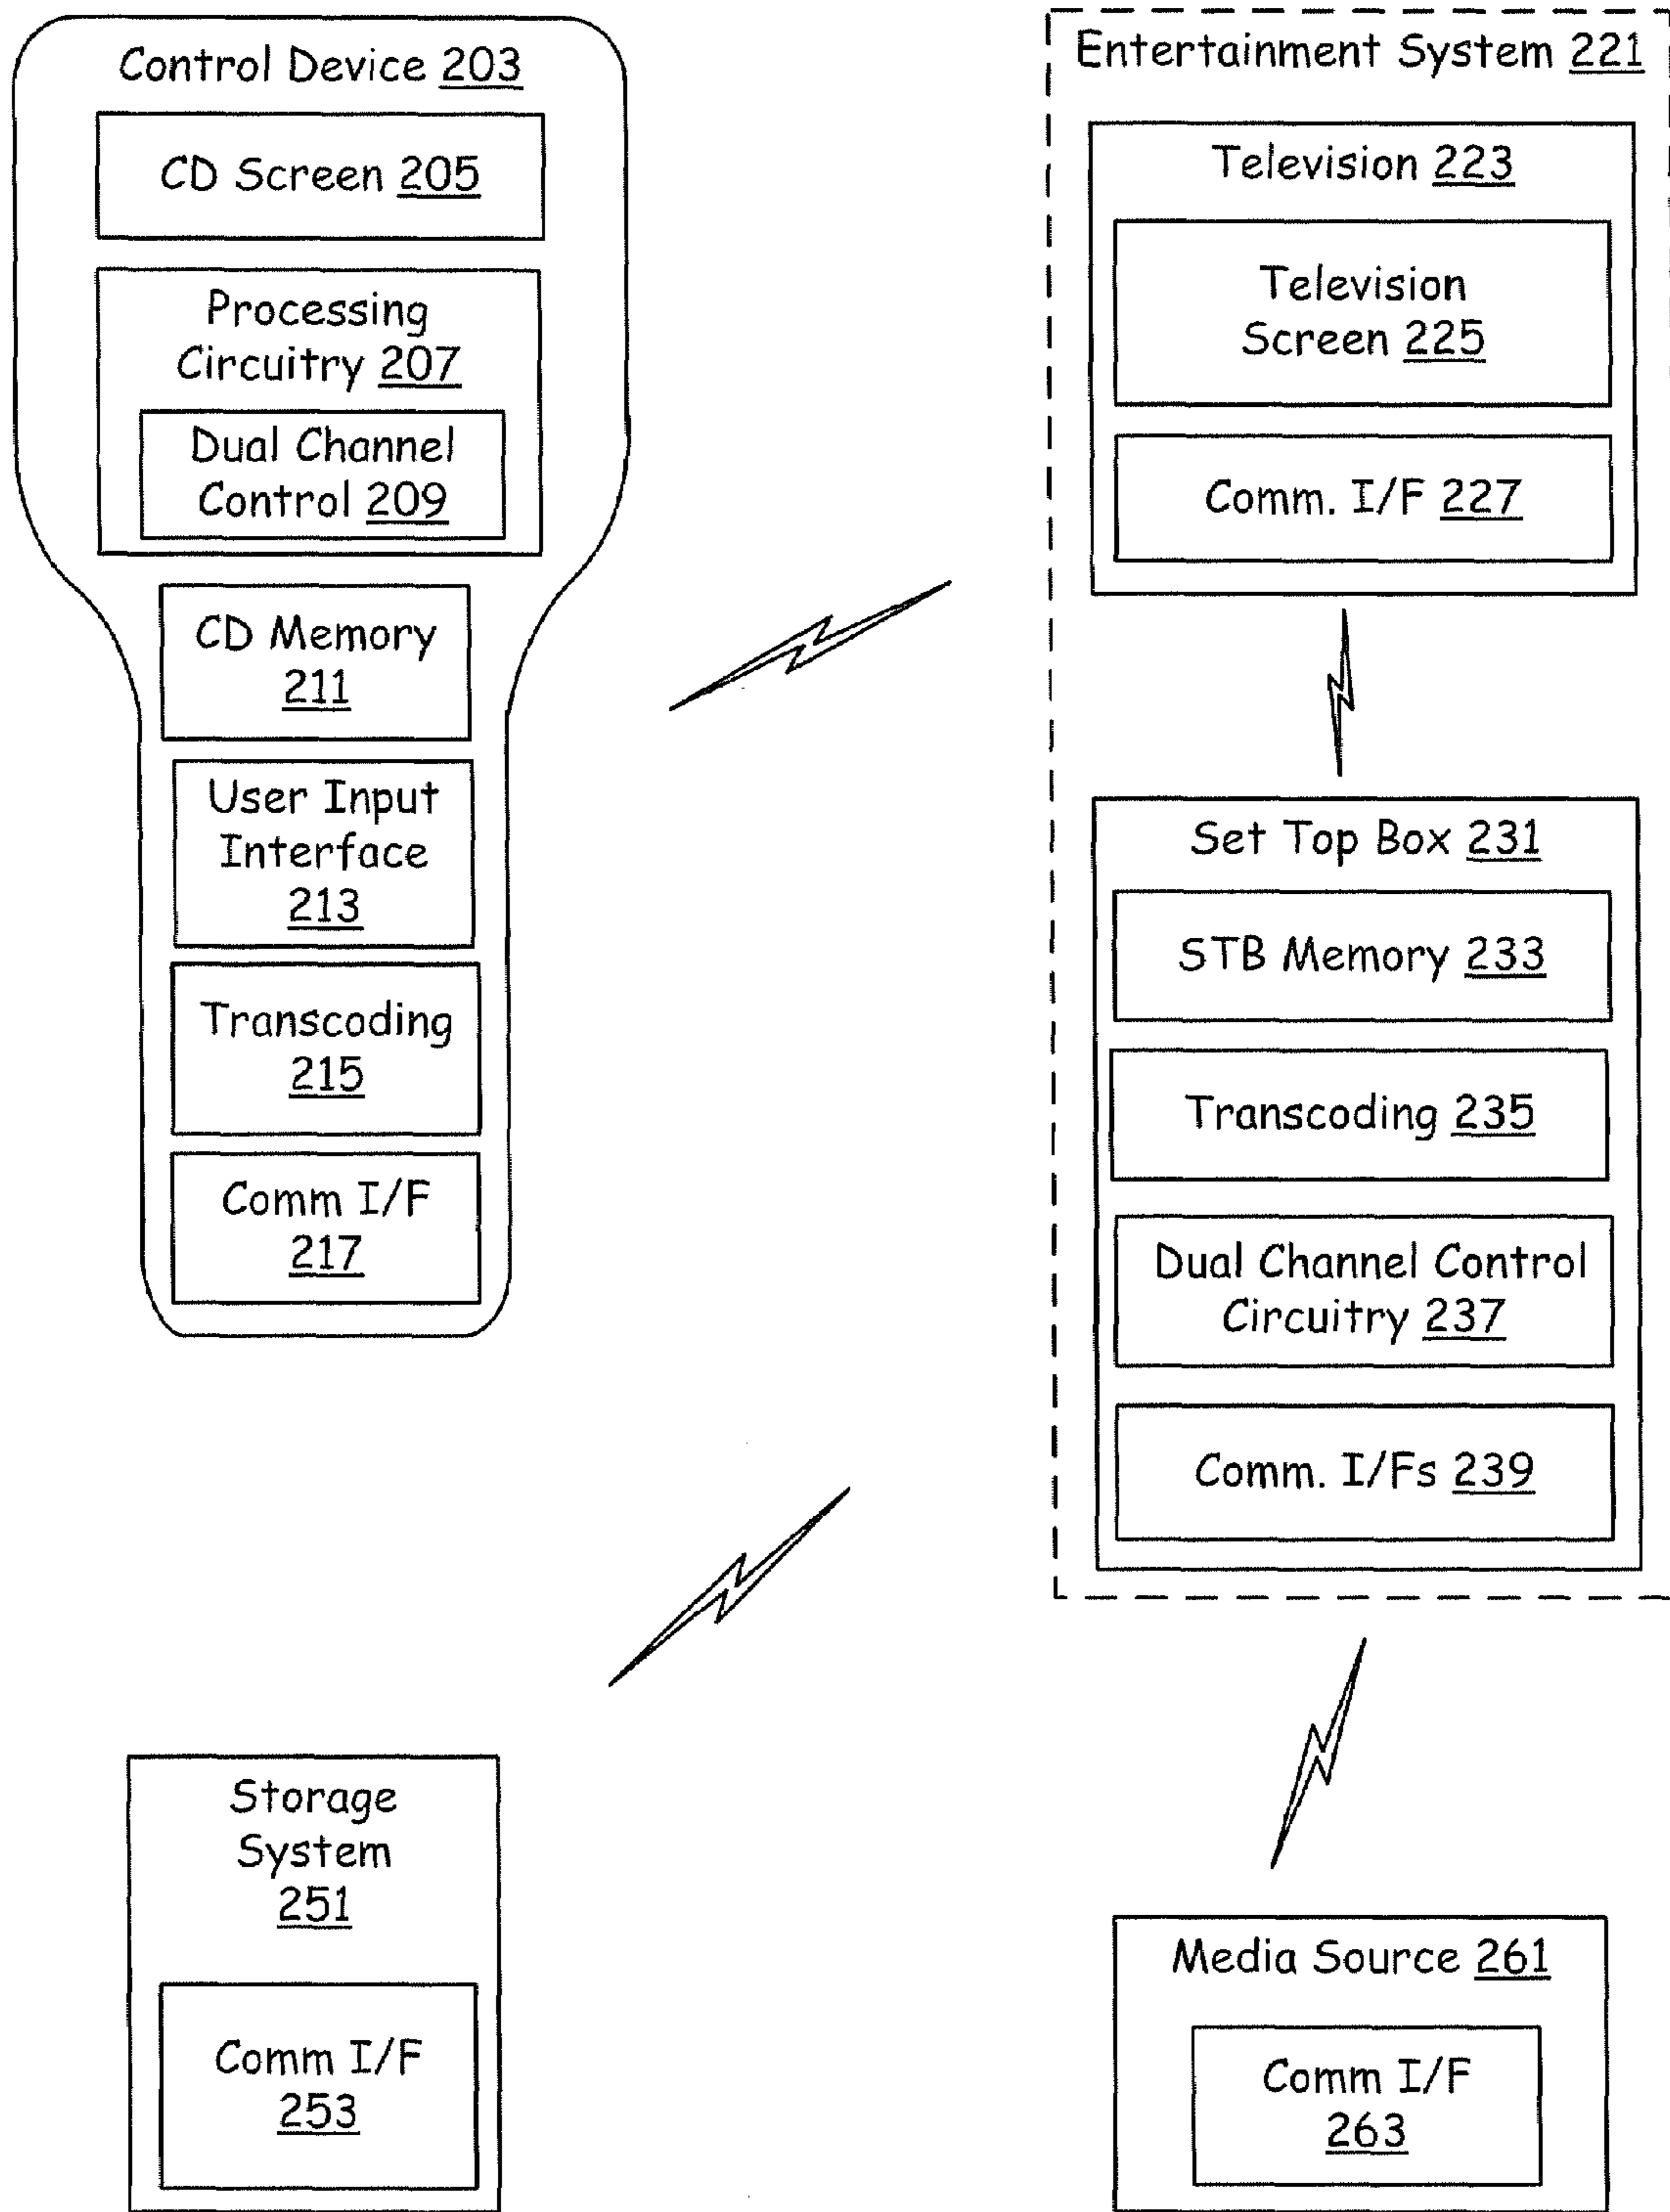 Control Device 203
CD Screen 205
Processing
Circuitry 207
Dual Channel
Control 209
CD Memory
211
User Input
Interface
213
Transcoding
215
Comm I/F
217
Entertainment System 221
Television 223
Television
Screen 225
Comm. I/F 227
Set Top Box 231
STB Memory 233
Transcoding 235
Dual Channel Control
Circuitry 237
Comm. I/Fs 239
Storage
System
251
Comm I/F
253
Media Source 261
Comm I/F
263